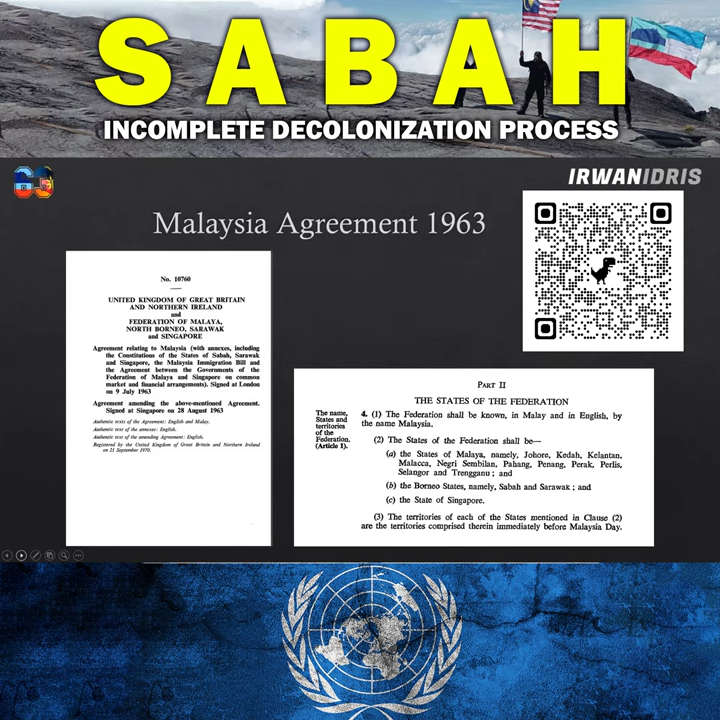 SABAH
INCOMPLETE DECOLONIZATION PROCESS
63
IRWANIDRIS
Malaysia Agreement 1963
No. 10760
UNITED KINGDOM OF GREAT BRITAIN
AND NORTHERN IRELAND
and
FEDERATION OF MALAYA,
NORTH BORNEO, SARAWAK
and SINGAPORE
Agreement relating to Malaysia (with annexes, including
the Constitutions of the States of Sabah, Sarawak
and Singapore, the Malaysia Immigration Bill and
the Agreement between the Governments of the
Federation of Malaya and Singapore on common
market and financial arrangements). Signed at London
on 9 July 1963
Agreement amending the above-mentioned Agreement.
Signed at Singapore on 28 August 1963
Authentic texts of the Agreement: English and Malay.
Authentic text of the annexes: English.
Authentic text of the amending Agreement: English.
Registered by the United Kingdom of Great Britain and Northern Ireland
on 21 September 1970.
PART II
THE STATES OF THE FEDERATION
The name,
States and
territories
of the
Federation.
(Article 1).
4. (1) The Federation shall be known, in Malay and in English, by
the name Malaysia.
(2) The States of the Federation shall be—
(a) the States of Malaya, namely, Johore, Kedah, Kelantan,
Malacca, Negri Sembilan, Pahang, Penang, Perak, Perlis,
Selangor and Trengganu; and
(b) the Borneo States, namely, Sabah and Sarawak; and
(c) the State of Singapore.
(3) The territories of each of the States mentioned in Clause (2)
are the territories comprised therein immediately before Malaysia Day.